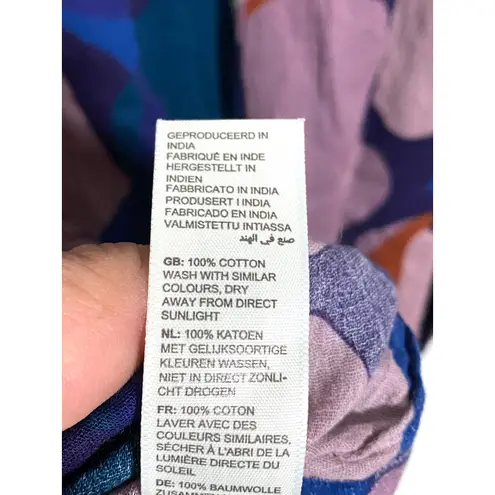 GEPRODUCEERD IN
INDIA
FABRIQUÉ EN INDE
HERGESTELLT IN
INDIEN
FABBRICATO IN INDIA
PRODUSERT I INDIA
FABRICADO EN INDIA
VALMISTETTU INTIASSA
صنع في الهند
GB: 100% COTTON
WASH WITH SIMILAR
COLOURS, DRY
AWAY FROM DIRECT
SUNLIGHT
NL: 100% KATOEN
MET GELIJKSOORTIGE
KLEUREN WASSEN,
NIET IN DIRECT ZONLI-
CHT DROGEN
FR: 100% COTON
LAVER AVEC DES
COULEURS SIMILAIRES,
SÉCHER À L'ABRI DE LA
LUMIÈRE DIRECTE DU
SOLEIL
DE: 100% BAUMWOLLE